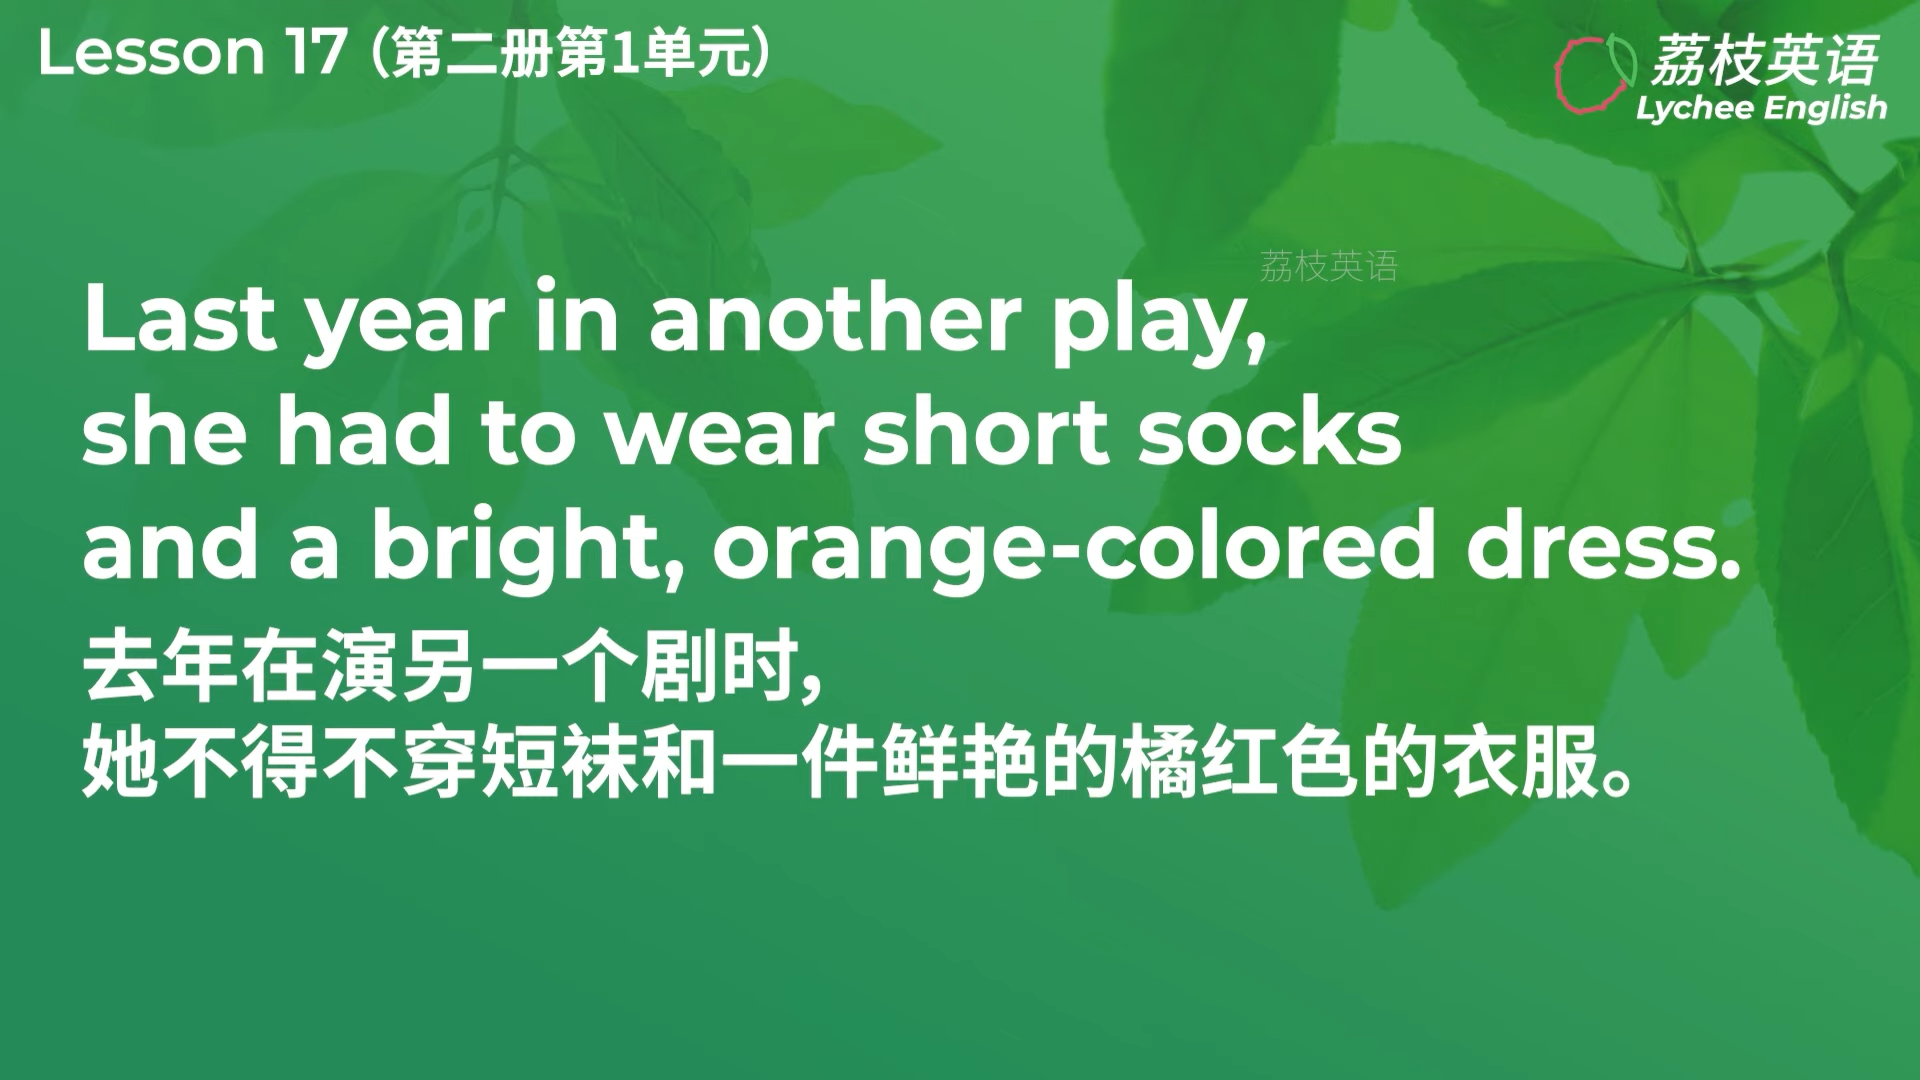 Lesson 17（第二册第1单元）
荔枝英语
Lychee English
荔枝英语
Last year in another play,
she had to wear short socks
and a bright, orange-colored dress.
去年在演另一个剧时，
她不得不穿短袜和一件鲜艳的橘红色的衣服。